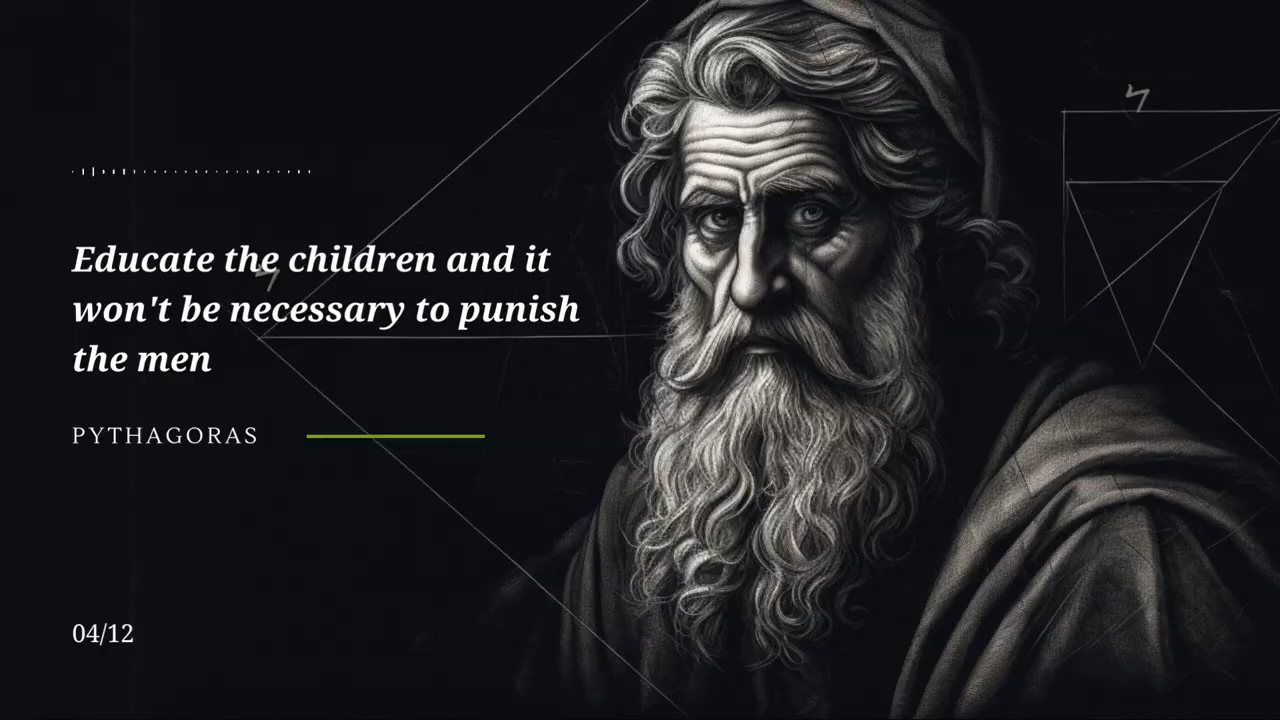 Educate the children and it
won't be necessary to punish
the men
PYTHAGORAS
04/12